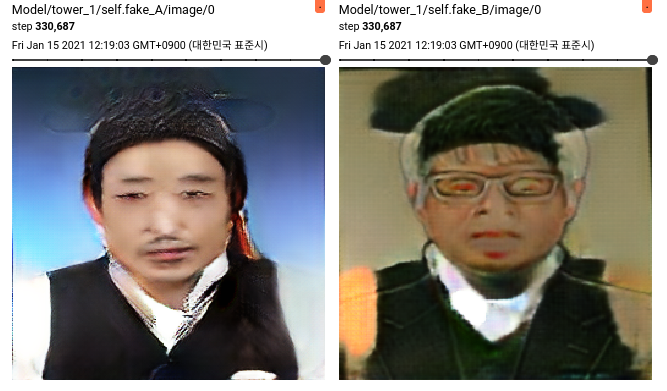 Model/tower_1/self.fake_A/image/0
step 330,687
Fri Jan 15 2021 12:19:03 GMT+0900 (대한민국 표준시)
Model/tower_1/self.fake_B/image/0
step 330,687
Fri Jan 15 2021 12:19:03 GMT+0900 (대한민국 표준시)